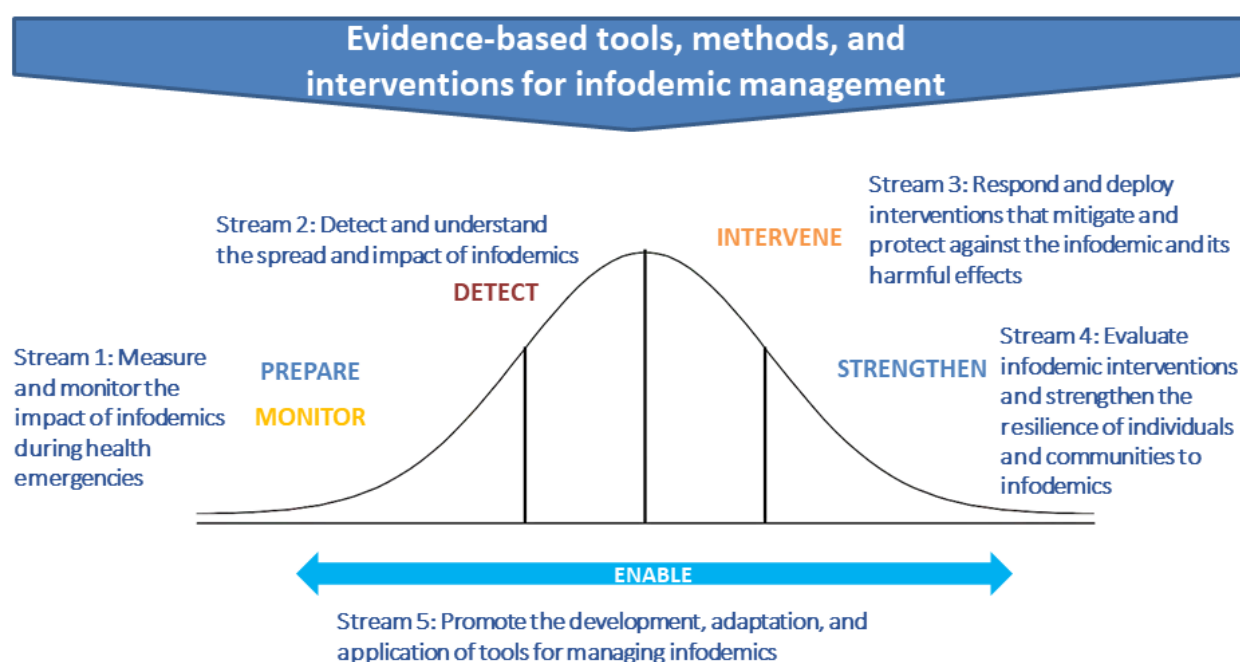 Evidence-based tools, methods, and
interventions for infodemic management
Stream 3: Respond and deploy
interventions that mitigate and
protect against the infodemic and its
harmful effects
INTERVENE
Stream 2: Detect and understand
the spread and impact of infodemics
DETECT
Stream 1: Measure
and monitor the
impact of infodemics
during health
emergencies
PREPARE
MONITOR
STRENGTHEN
Stream 4: Evaluate
infodemic interventions
and strengthen the
resilience of individuals
and communities to
infodemics
ENABLE
Stream 5: Promote the development, adaptation, and
application of tools for managing infodemics